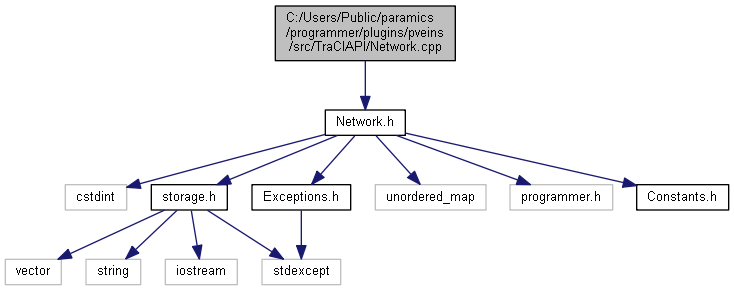 C:/Users/Public/paramics
/programmer/plugins/pveins
/src/TraCIAPI/Network.cpp
Network.h
cstdint
storage.h
Exceptions.h
unordered_map
programmer.h
Constants.h
vector
string
iostream
stdexcept